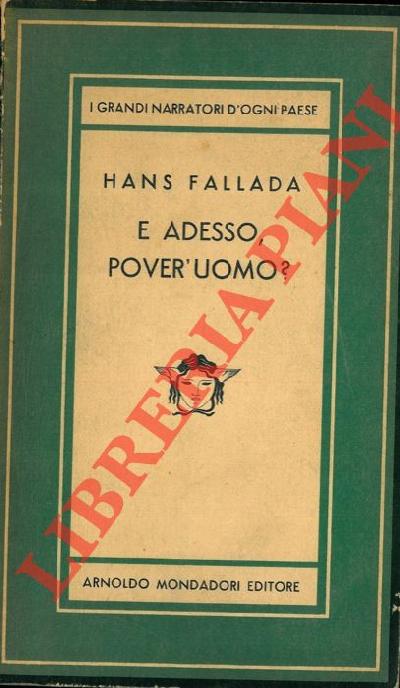 I GRANDI NARRATORI D'OGNI PAESE
HANS FALLADA
E ADESSO,
POVER'UOMO?
LIBRERIA PIANI
ARNOLDO MONDADORI EDITORE